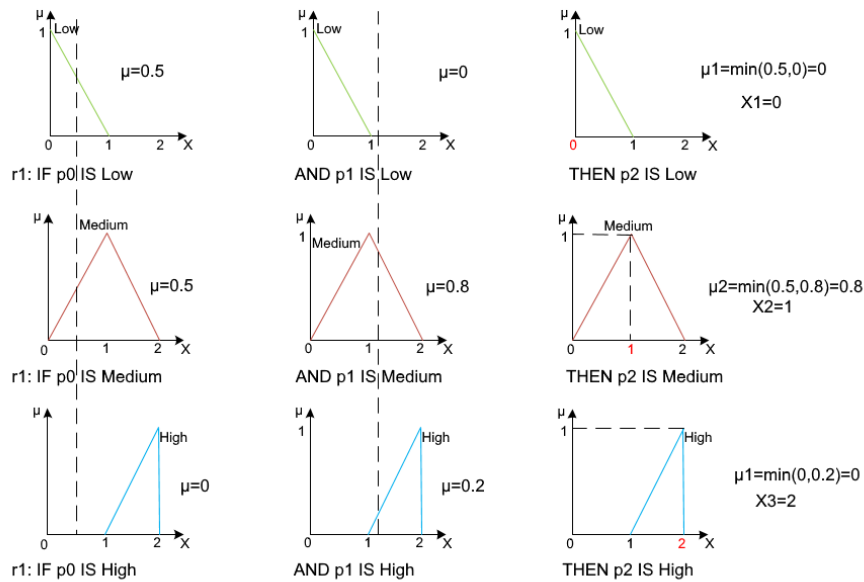 μ
1
Low
μ=0.5
0
1
2
X
r1: IF p0 IS Low
μ
1
Low
μ=0
0
1
2
X
AND p1 IS Low
μ
1
Low
μ1=min(0.5,0)=0
X1=0
0
1
2
X
THEN p2 IS Low
μ
Medium
μ=0.5
0
1
2
X
r1: IF p0 IS Medium
μ
1
Medium
μ=0.8
0
1
2
X
AND p1 IS Medium
μ
1
Medium
μ2=min(0.5,0.8)=0.8
X2=1
0
1
2
X
THEN p2 IS Medium
μ
1
High
μ=0
0
1
2
X
r1: IF p0 IS High
μ
1
High
μ=0.2
0
1
2
X
AND p1 IS High
μ
1
High
μ1=min(0,0.2)=0
X3=2
0
1
2
X
THEN p2 IS High